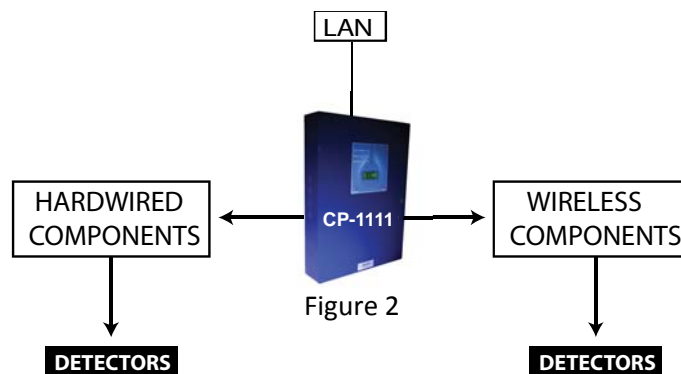 LAN
HARDWIRED
COMPONENTS
CP-1111
WIRELESS
COMPONENTS
Figure 2
DETECTORS
DETECTORS